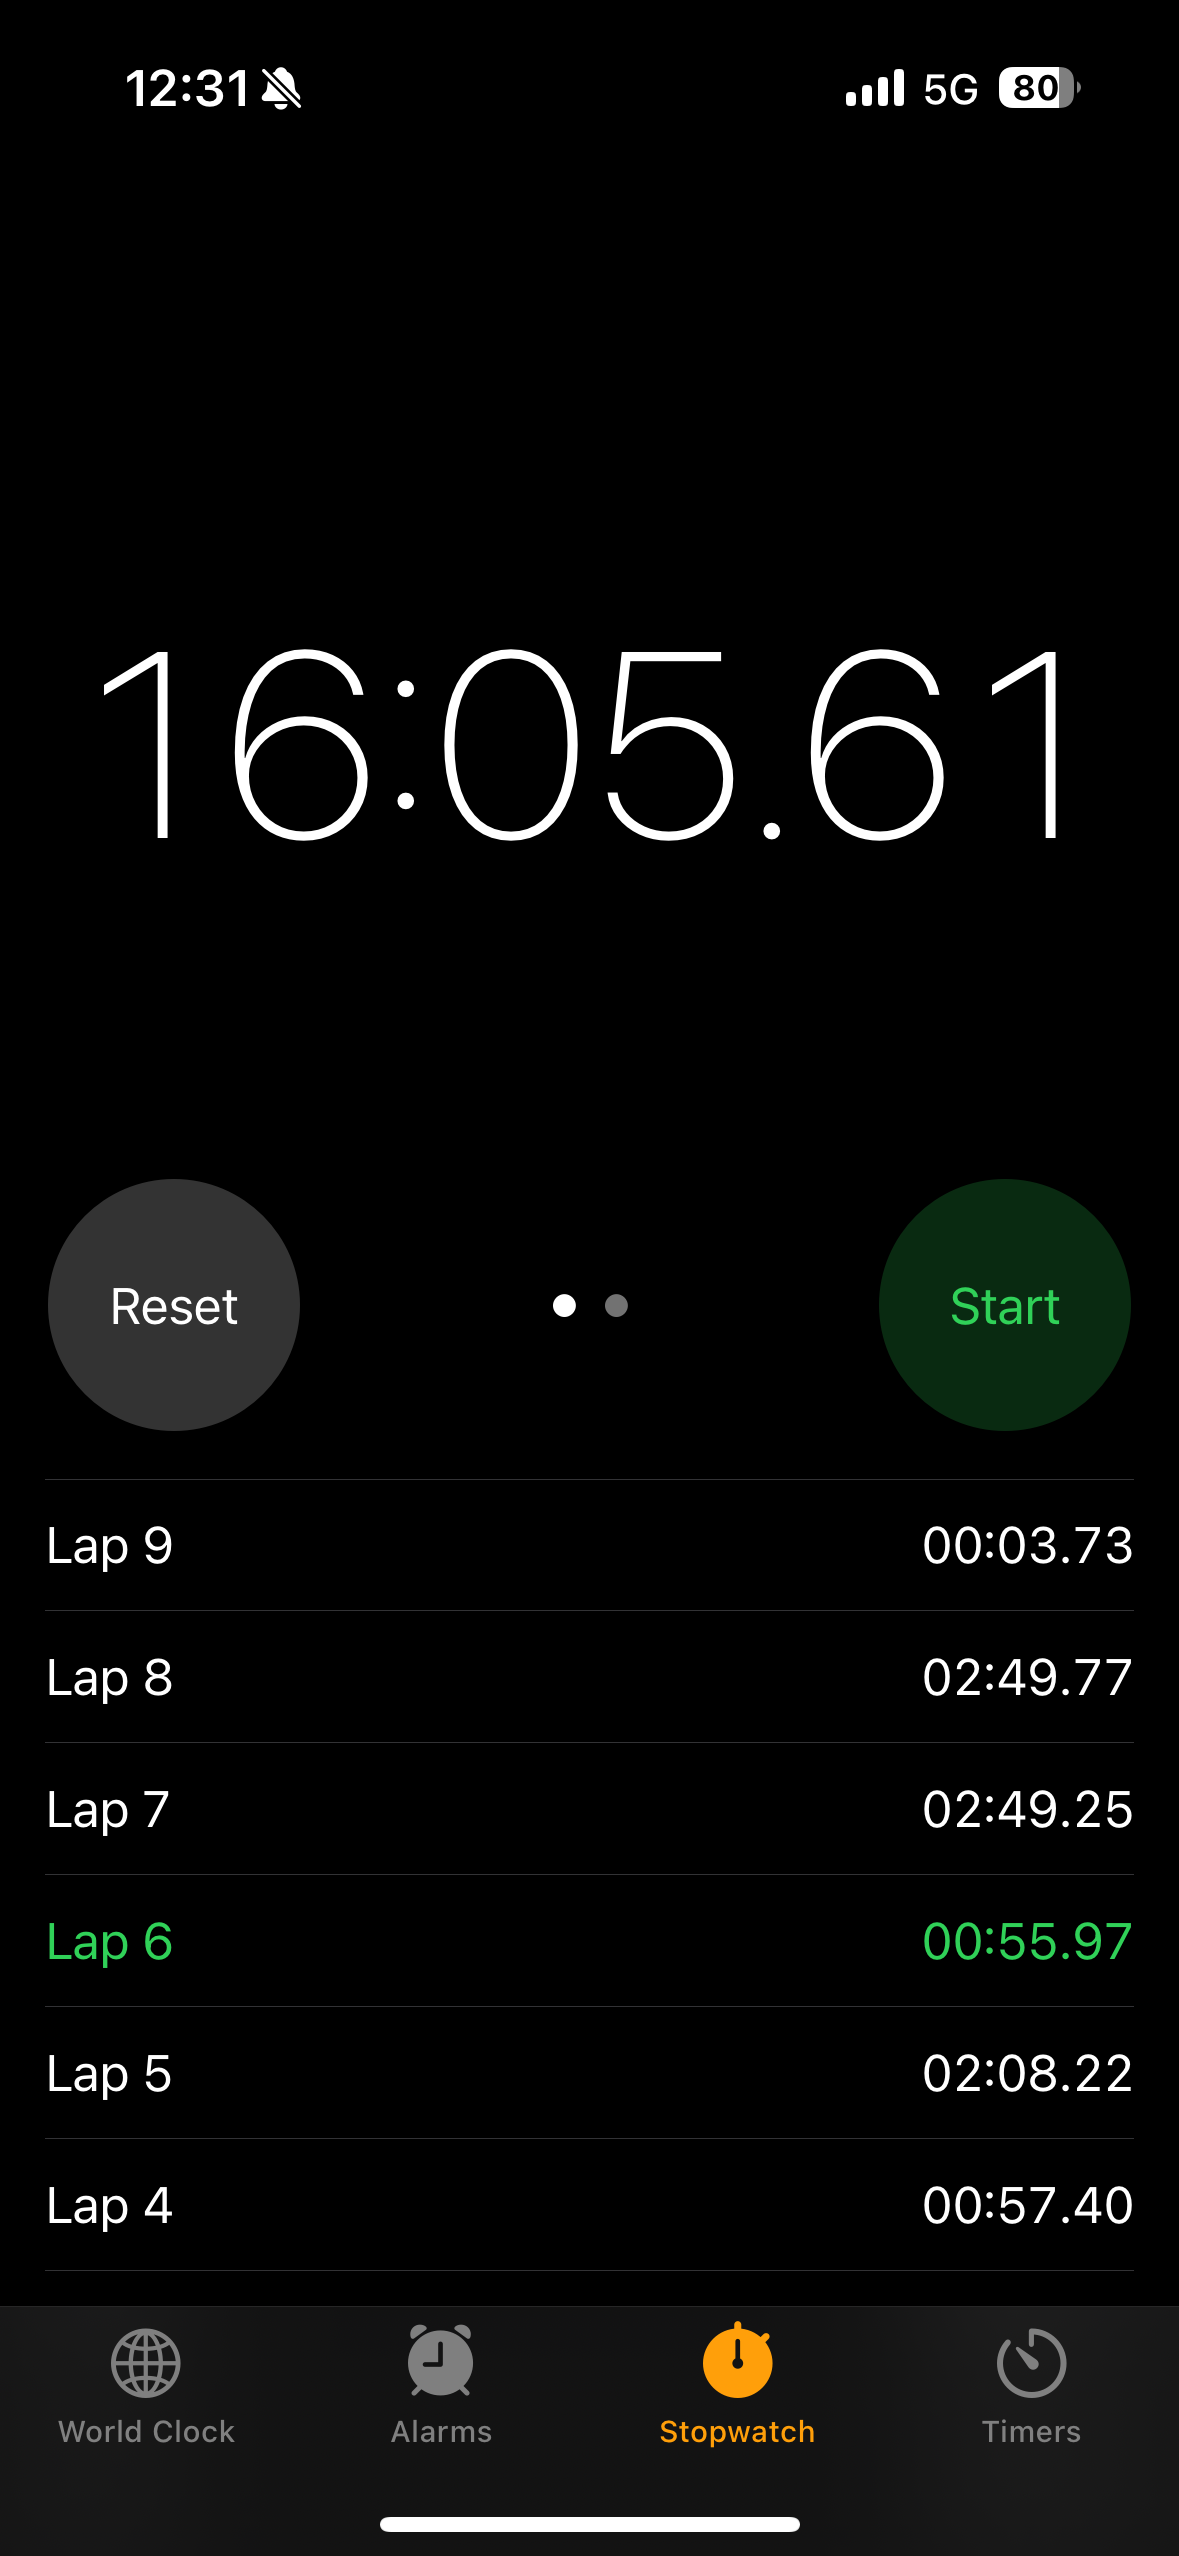 12:31 5G 80
16:05.61
Reset Start
Lap 9 00:03.73
Lap 8 02:49.77
Lap 7 02:49.25
Lap 6 00:55.97
Lap 5 02:08.22
Lap 4 00:57.40
World Clock Alarms Stopwatch Timers